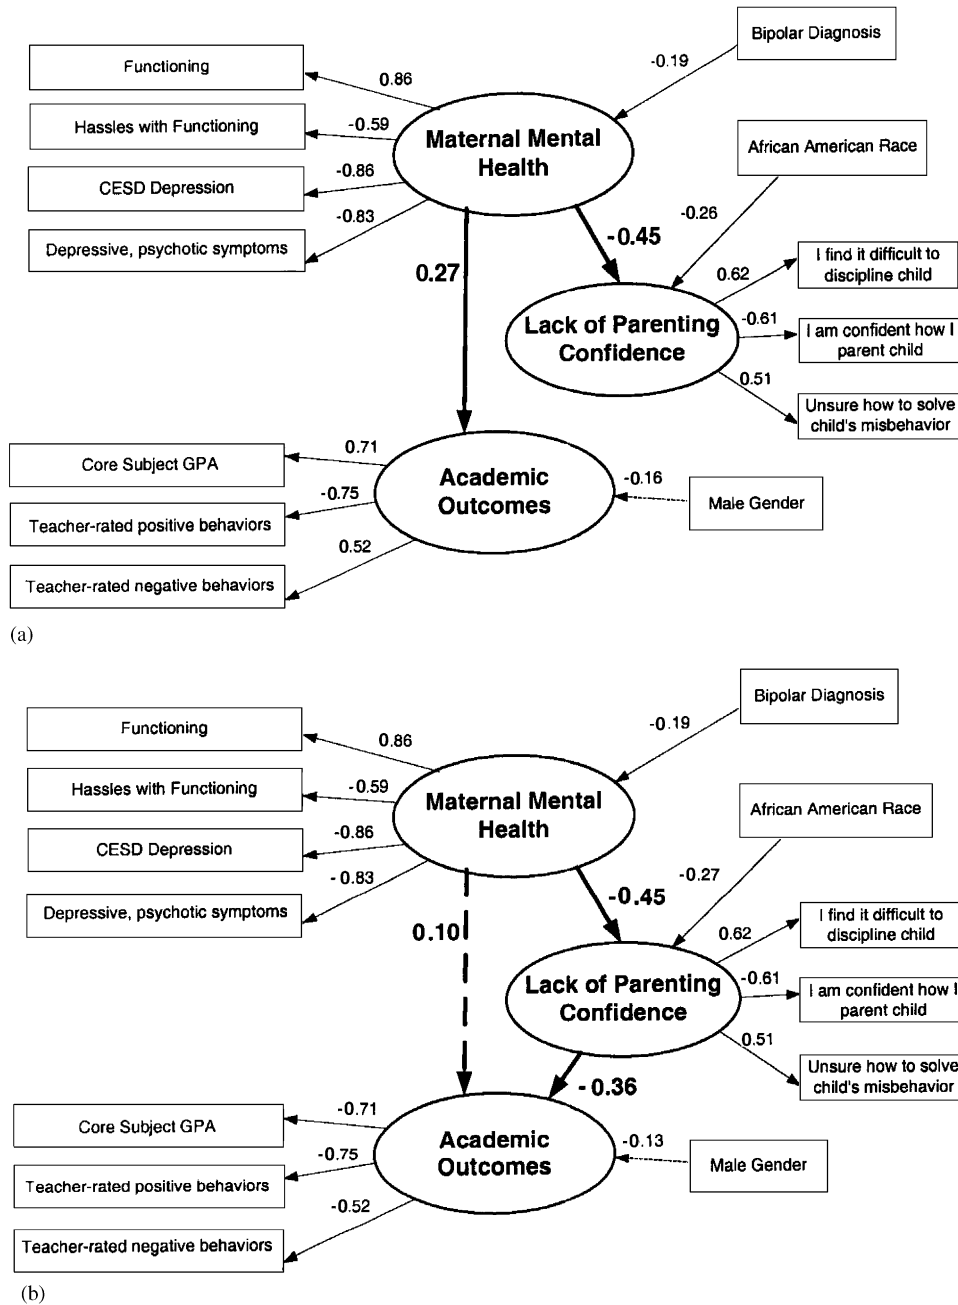 Bipolar Diagnosis
Functioning
-0.19
0.86
Hassles with Functioning
-0.59
Maternal Mental
Health
African American Race
CESD Depression
-0.86
-0.83
Depressive, psychotic symptoms
-0.26
-0.45
0.27
0.62
I find it difficult to
discipline child
Lack of Parenting
Confidence
-0.61
I am confident how I
parent child
0.51
Unsure how to solve
child's misbehavior
Core Subject GPA
0.71
Academic
Outcomes
-0.16
Male Gender
-0.75
Teacher-rated positive behaviors
0.52
Teacher-rated negative behaviors
(a)
Bipolar Diagnosis
Functioning
-0.19
0.86
Hassles with Functioning
-0.59
Maternal Mental
Health
African American Race
CESD Depression
-0.86
- 0.83
Depressive, psychotic symptoms
-0.27
-0.45
0.10
0.62
I find it difficult to
discipline child
Lack of Parenting
Confidence
-0.61
I am confident how I
parent child
0.51
Unsure how to solve
child's misbehavior
- 0.36
Core Subject GPA
-0.71
Academic
Outcomes
-0.13
Male Gender
-0.75
Teacher-rated positive behaviors
-0.52
Teacher-rated negative behaviors
(b)